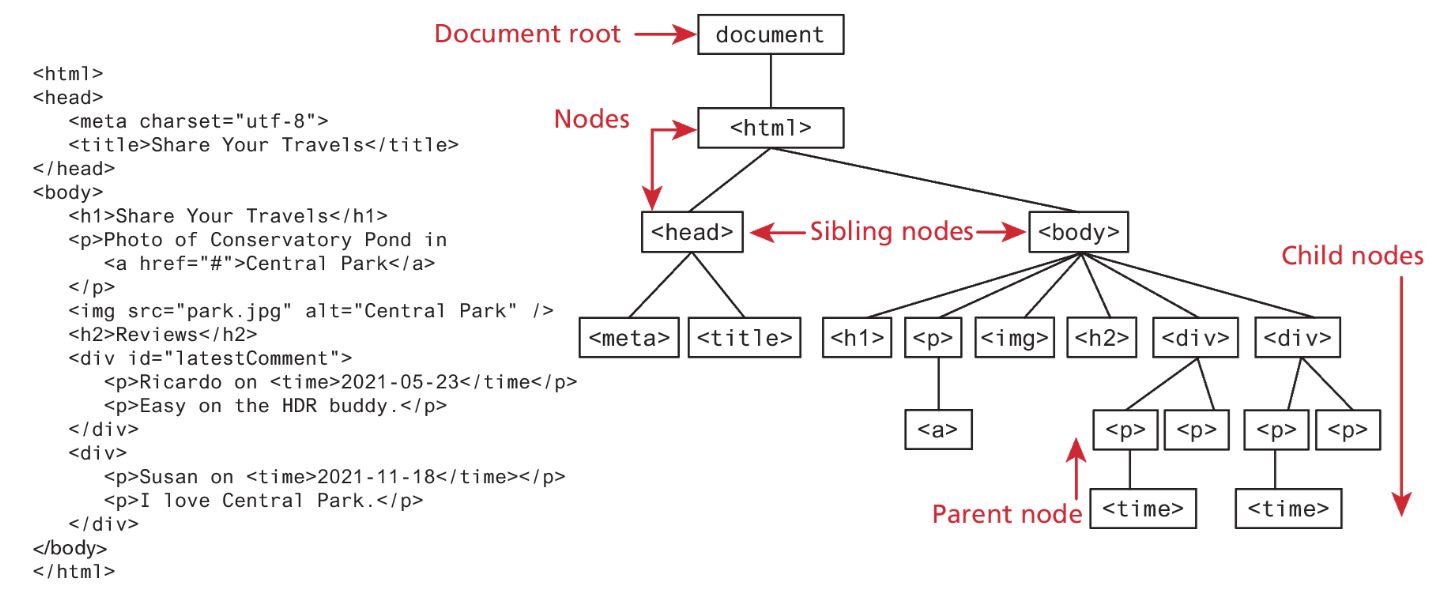 <html>
<head>
   <meta charset="utf-8">
   <title>Share Your Travels</title>
</head>
<body>
   <h1>Share Your Travels</h1>
   <p>Photo of Conservatory Pond in
      <a href="#">Central Park</a>
   </p>
   <img src="park.jpg" alt="Central Park" />
   <h2>Reviews</h2>
   <div id="latestComment">
      <p>Ricardo on <time>2021-05-23</time</p>
      <p>Easy on the HDR buddy.</p>
   </div>
   <div>
      <p>Susan on <time>2021-11-18</time></p>
      <p>I love Central Park.</p>
   </div>
</body>
</html>
Document root document
Nodes <html>
<head> Sibling nodes <body>
Child nodes
<meta> <title> <h1> <p> <img> <h2> <div> <div>
<a> <p> <p> <p> <p>
Parent node <time> <time>